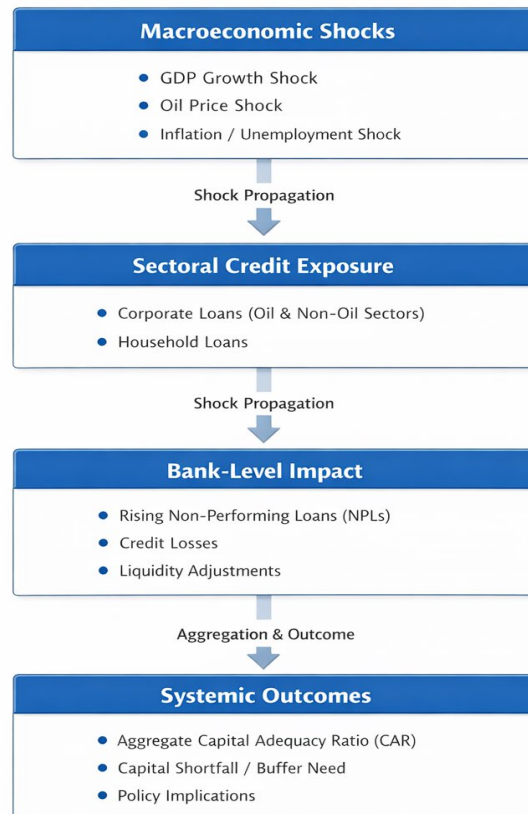 Macroeconomic Shocks
GDP Growth Shock
Oil Price Shock
Inflation / Unemployment Shock
Shock Propagation
Sectoral Credit Exposure
Corporate Loans (Oil & Non-Oil Sectors)
Household Loans
Shock Propagation
Bank-Level Impact
Rising Non-Performing Loans (NPLs)
Credit Losses
Liquidity Adjustments
Aggregation & Outcome
Systemic Outcomes
Aggregate Capital Adequacy Ratio (CAR)
Capital Shortfall / Buffer Need
Policy Implications